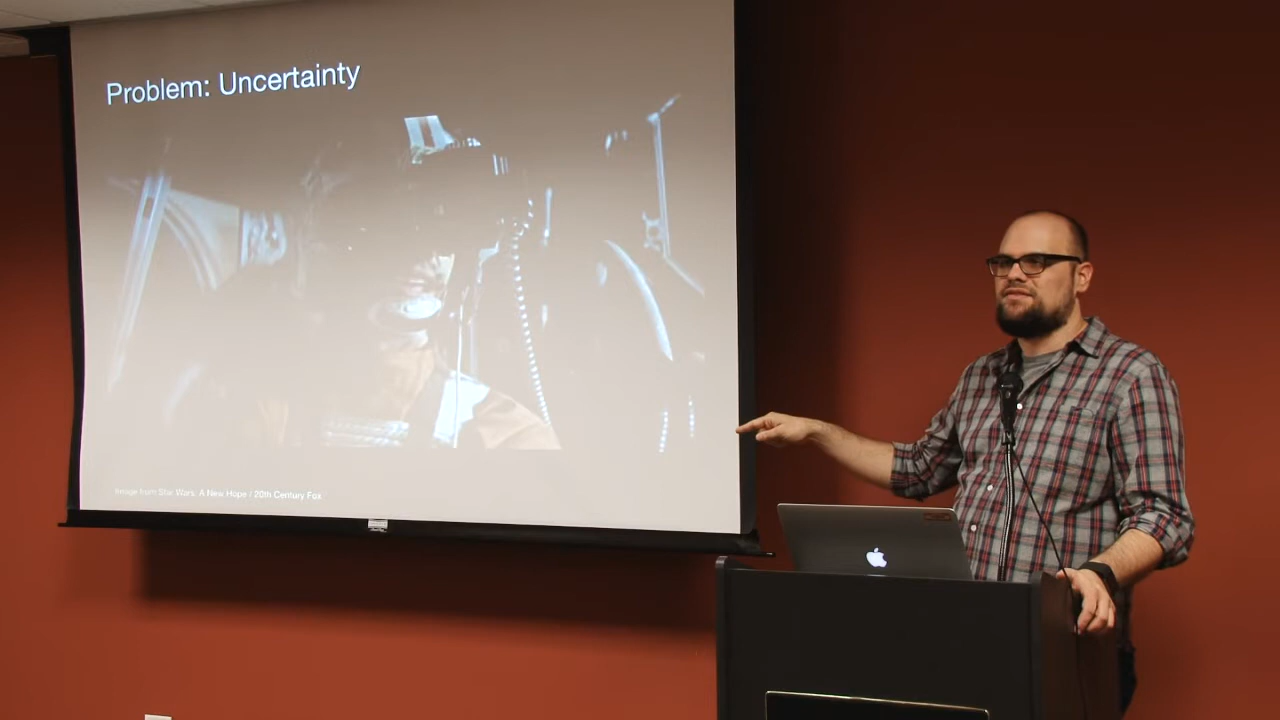 Problem: Uncertainty
Image from Star Wars: A New Hope / 20th Century Fox